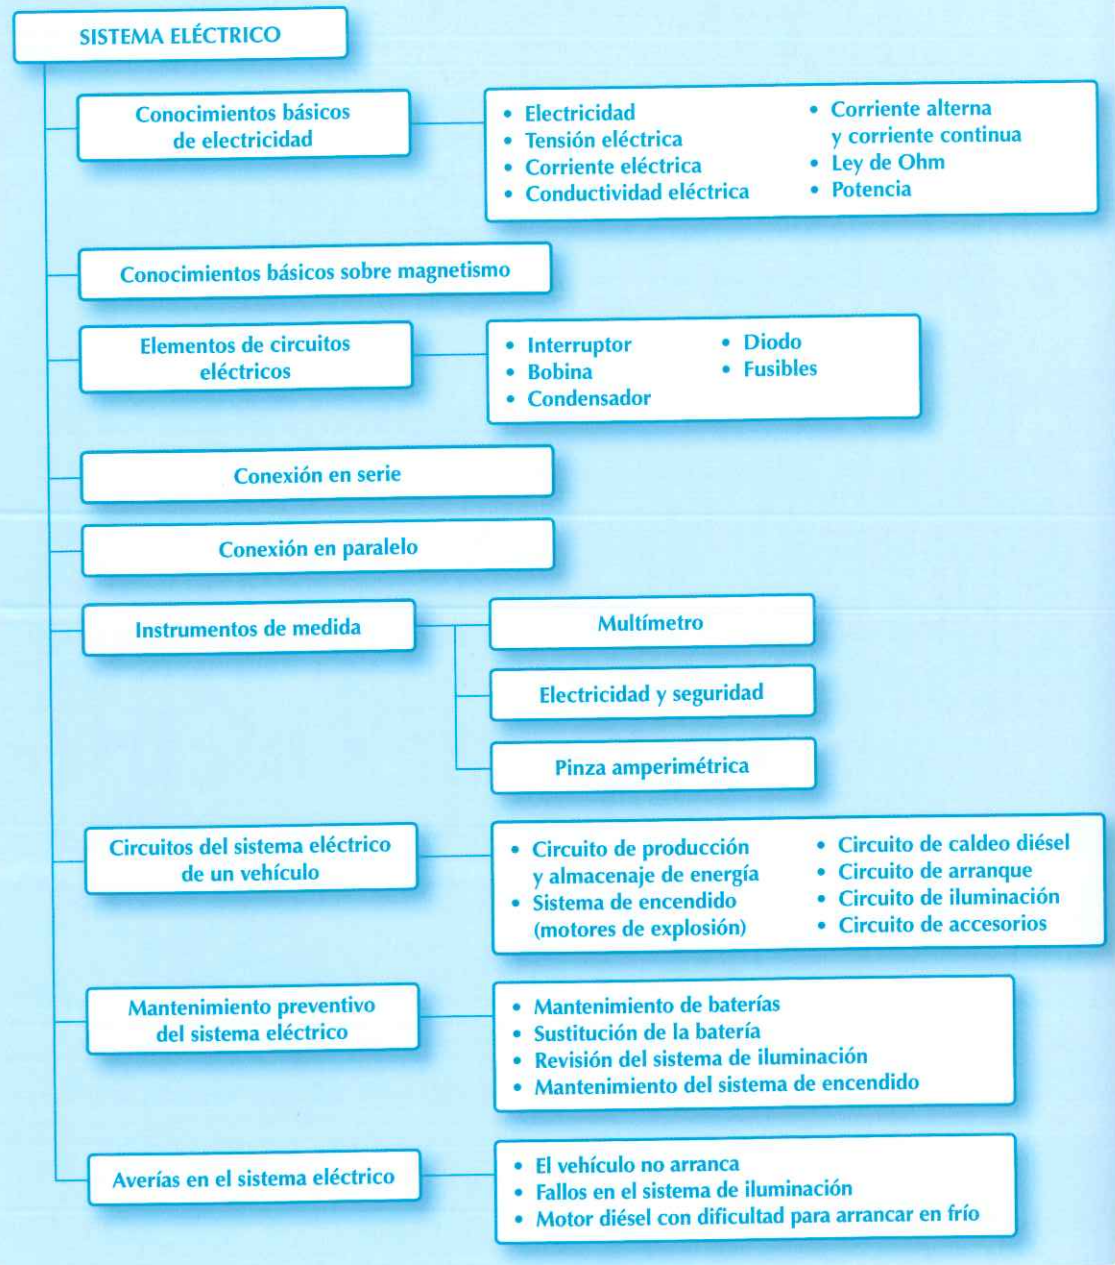 SISTEMA ELÉCTRICO
Conocimientos básicos
de electricidad
• Electricidad
• Tensión eléctrica
• Corriente eléctrica
• Conductividad eléctrica
• Corriente alterna
y corriente continua
• Ley de Ohm
• Potencia
Conocimientos básicos sobre magnetismo
Elementos de circuitos
eléctricos
• Interruptor
• Bobina
• Condensador
• Diodo
• Fusibles
Conexión en serie
Conexión en paralelo
Instrumentos de medida
Multímetro
Electricidad y seguridad
Pinza amperimétrica
Circuitos del sistema eléctrico
de un vehículo
• Circuito de producción
y almacenaje de energía
• Sistema de encendido
(motores de explosión)
• Circuito de caldeo diésel
• Circuito de arranque
• Circuito de iluminación
• Circuito de accesorios
Mantenimiento preventivo
del sistema eléctrico
• Mantenimiento de baterías
• Sustitución de la batería
• Revisión del sistema de iluminación
• Mantenimiento del sistema de encendido
Averías en el sistema eléctrico
• El vehículo no arranca
• Fallos en el sistema de iluminación
• Motor diésel con dificultad para arrancar en frío